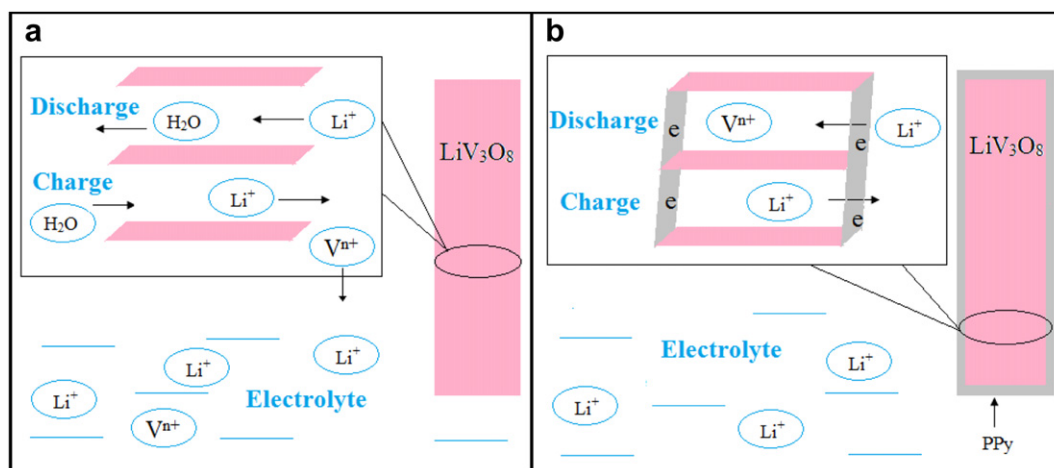 a
Discharge
H₂O
Li⁺
LiV₃O₈
Charge
Li⁺
H₂O
Vⁿ⁺
Li⁺
Li⁺
Electrolyte
Li⁺
Vⁿ⁺
b
Discharge
e
Vⁿ⁺
e
Li⁺
LiV₃O₈
Charge
e
Li⁺
e
Electrolyte
Li⁺
Li⁺
Li⁺
PPy